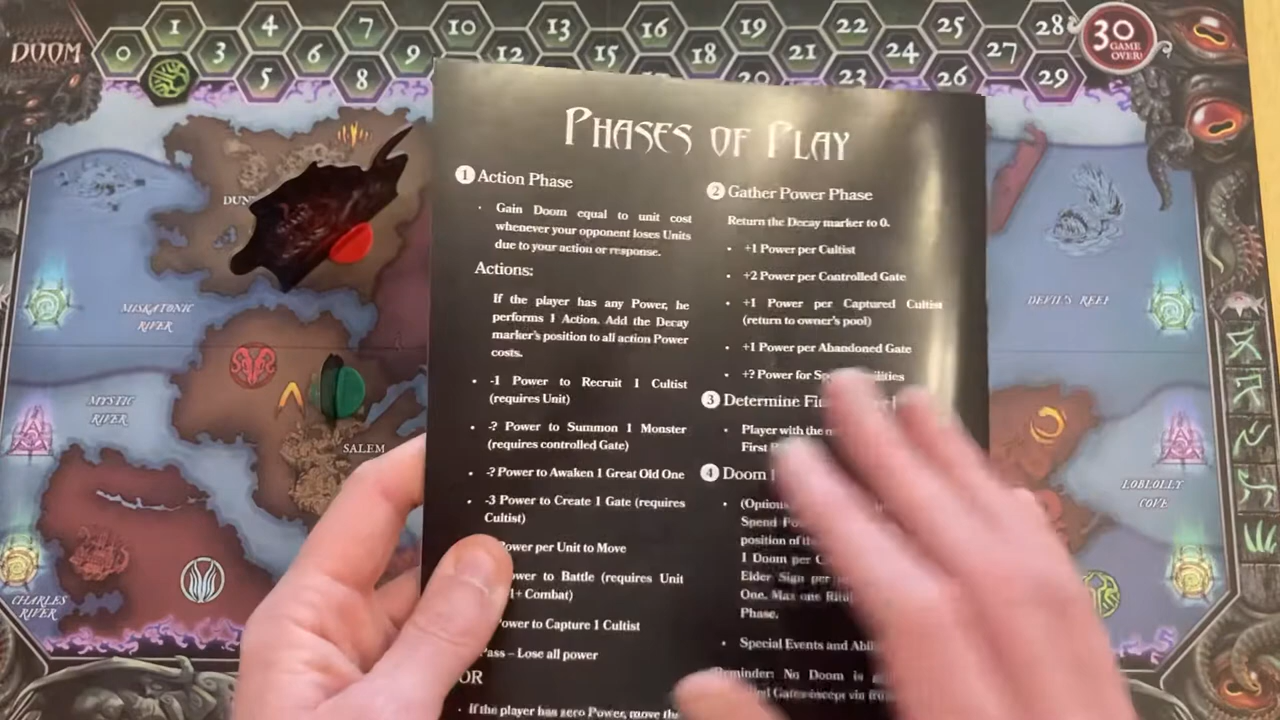 DOOM
0
1
3
4
5
6
7
8
9
10
12
13
15
16
18
19
20
21
22
23
24
25
26
27
28
29
30
GAME
OVER!
DUN
MISKATONIC
RIVER
MYSTIC
RIVER
SALEM
CHARLES
RIVER
DEVIL'S REEF
LOBLOLLY
COVE
PHASES OF PLAY
1 Action Phase
· Gain Doom equal to unit cost
whenever your opponent loses Units
due to your action or response.
Actions:
If the player has any Power, he
performs 1 Action. Add the Decay
marker's position to all action Power
costs.
• -1 Power to Recruit 1 Cultist
(requires Unit)
• -? Power to Summon 1 Monster
(requires controlled Gate)
• -? Power to Awaken 1 Great Old One
• -3 Power to Create 1 Gate (requires
Cultist)
Power per Unit to Move
to Battle (requires Unit
1+ Combat)
to Capture 1 Cultist
– Lose all power
OR
• If the player has zero Power, move the
2 Gather Power Phase
Return the Decay marker to 0.
• +1 Power per Cultist
• +2 Power per Controlled Gate
• +1 Power per Captured Cultist
(return to owner's pool)
• +1 Power per Abandoned Gate
• +? Power for
3 Determine
• Player with the
First
4 Doom
•
Spend
position of
1 Doom per
Elder Sign per
One. Max one
Phase.
• Special Events and
Reminder: No Doom is
Gates except via